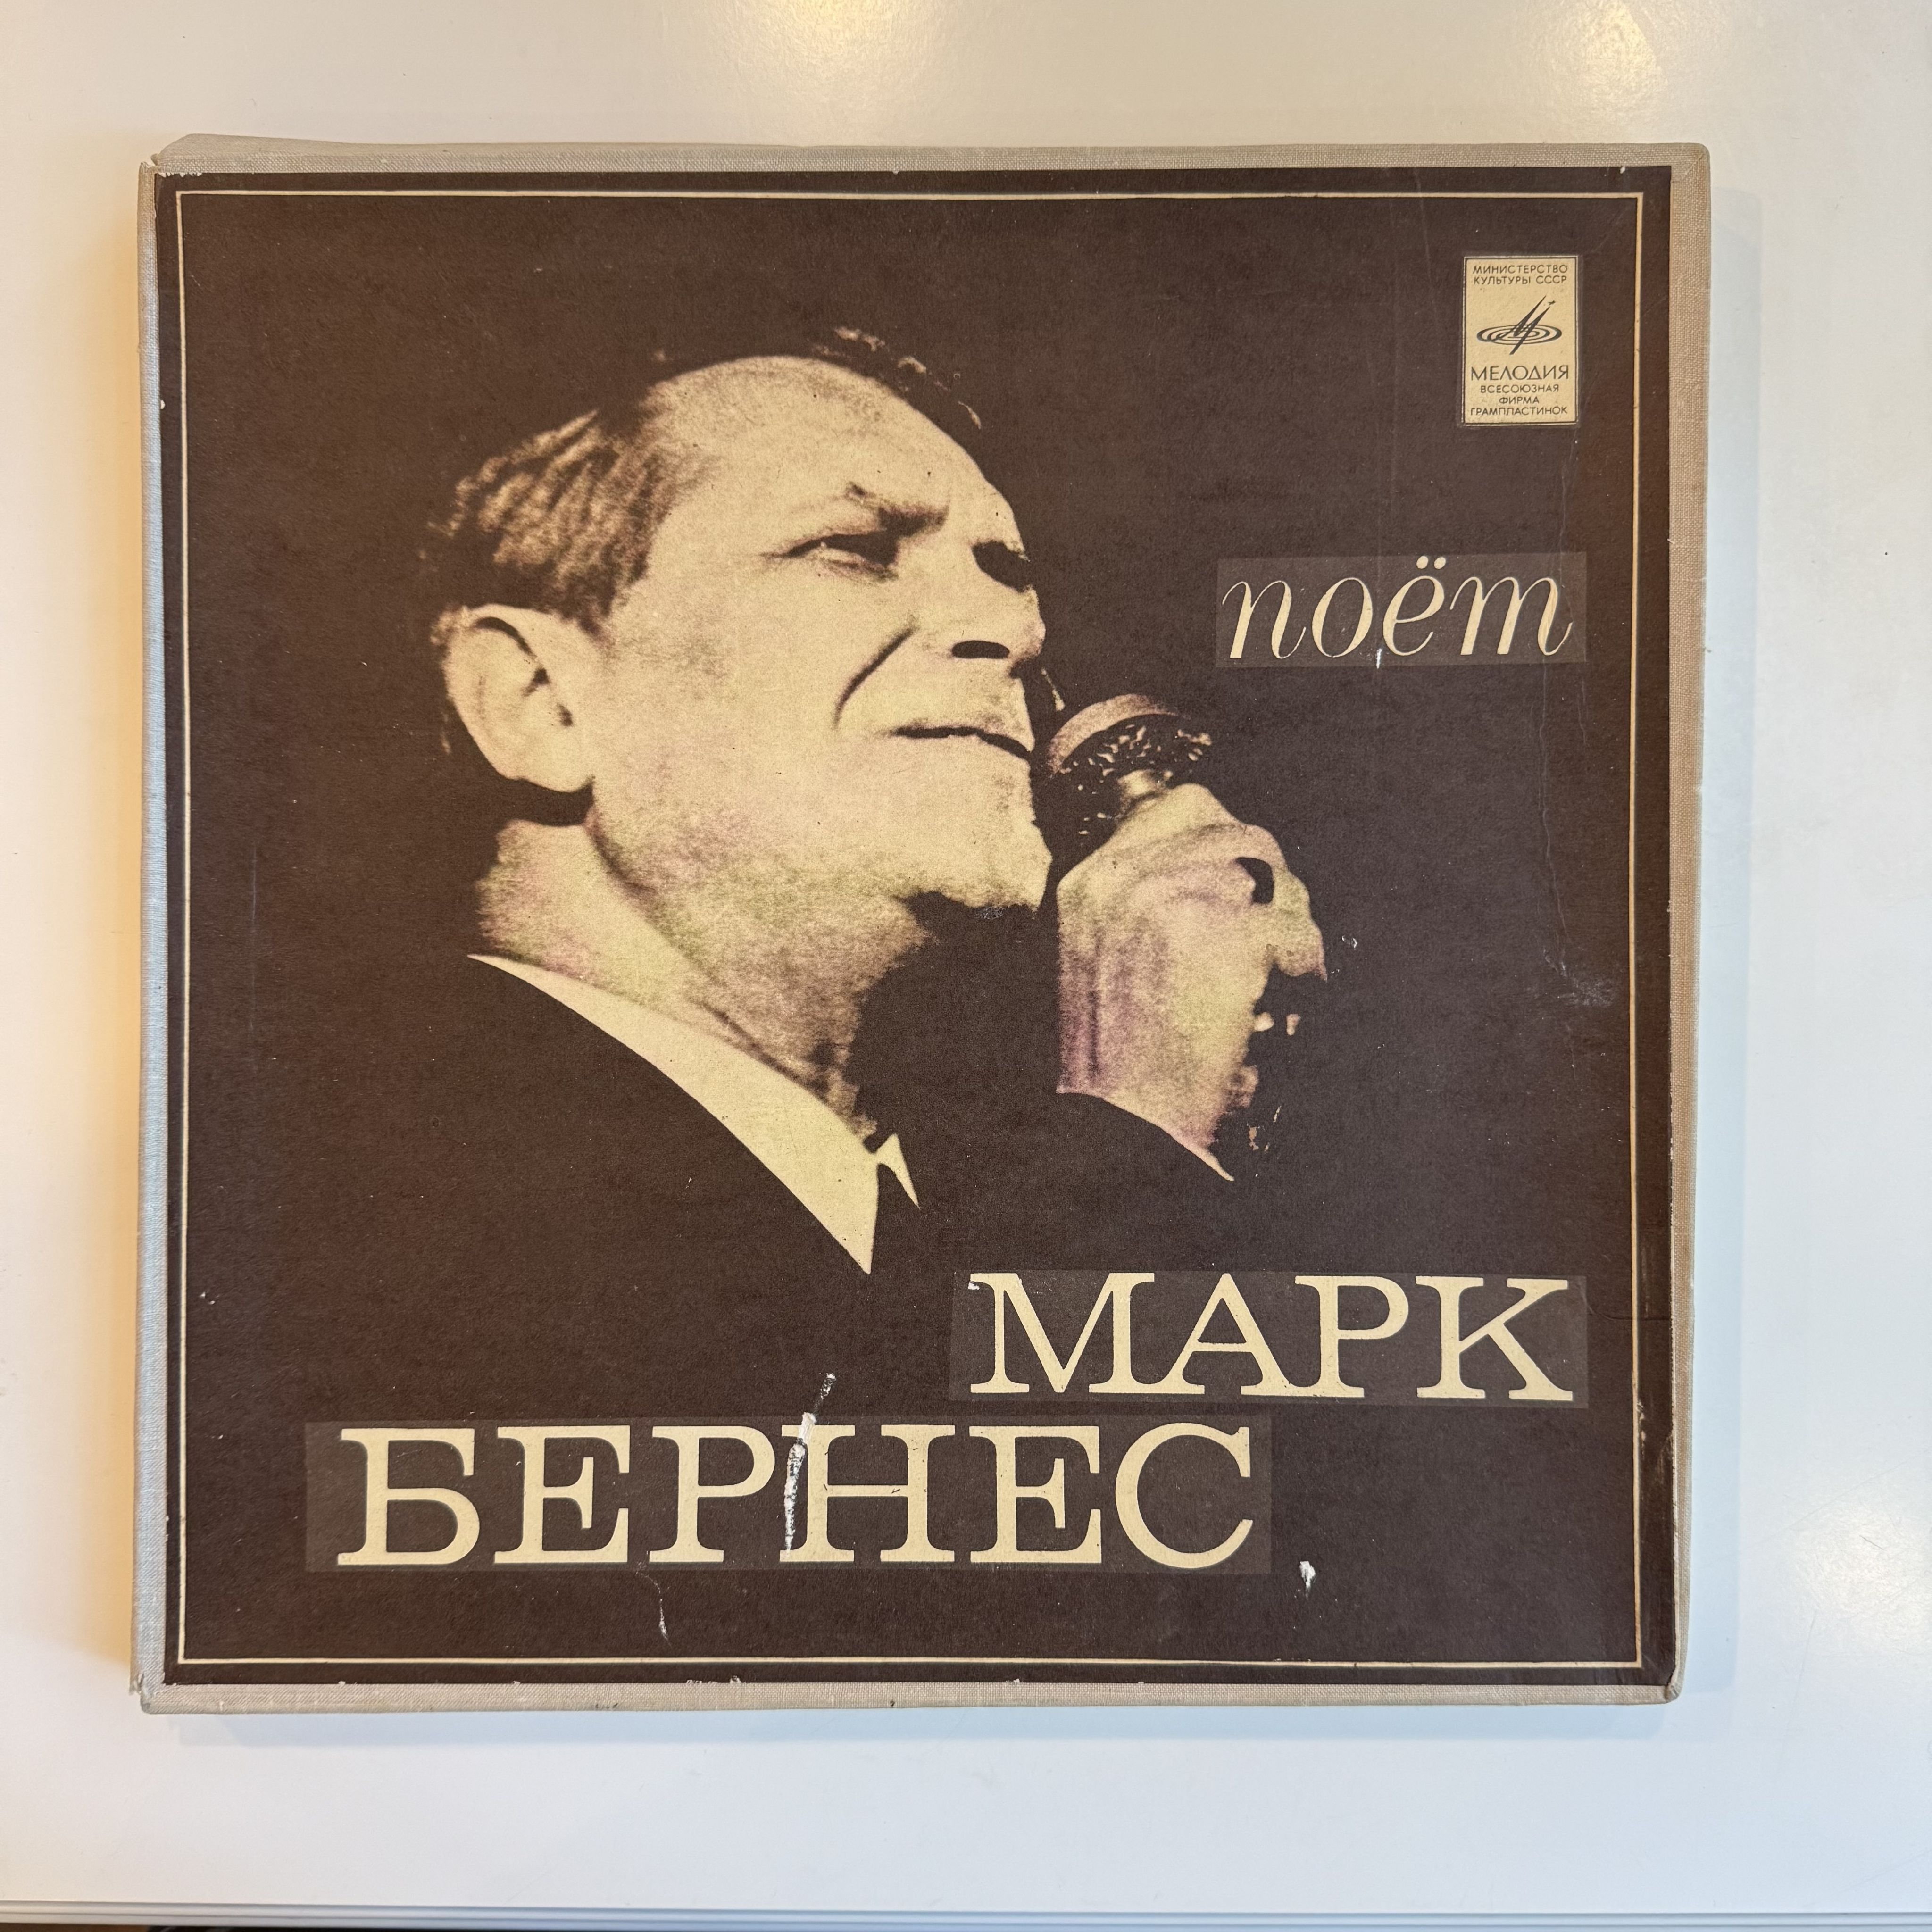 МИНИСТЕРСТВО
КУЛЬТУРЫ СССР
МЕЛОДИЯ
ВСЕСОЮЗНАЯ
ФИРМА
ГРАМПЛАСТИНОК
поёт
МАРК
БЕРНЕС